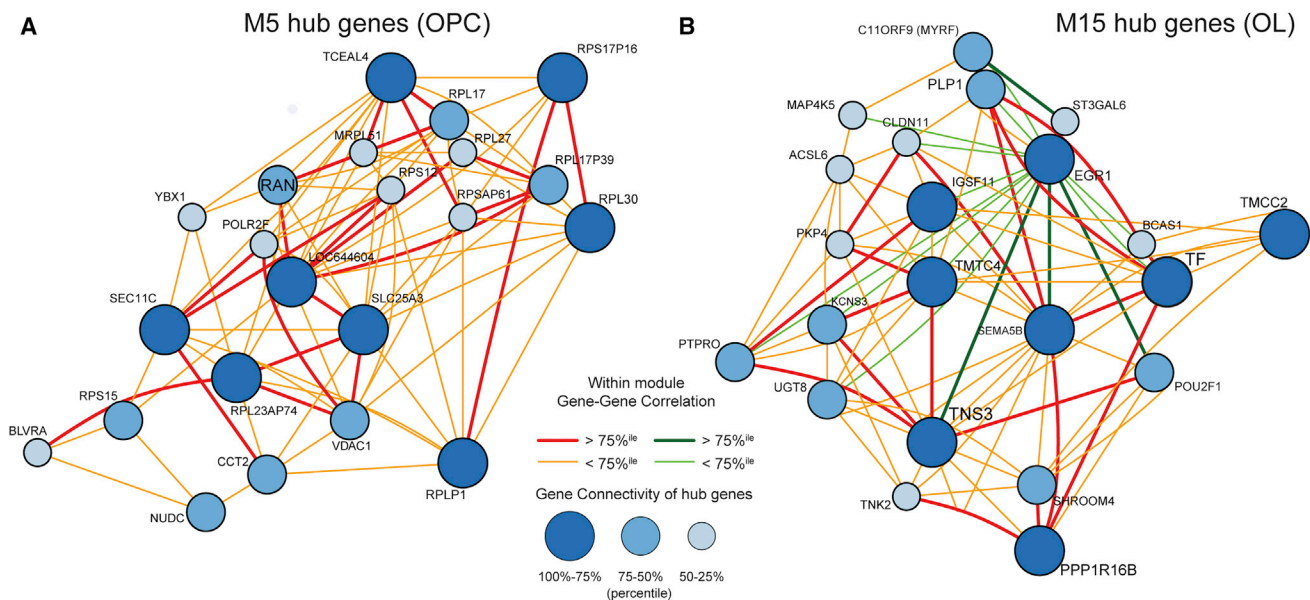 A
M5 hub genes (OPC)
TCEAL4
RPS17P16
RPL17
MRPL51
RPL27
RPL17P39
RAN
RPS12
YBX1
RPSAP61
RPL30
POLR2F
LOC644604
SEC11C
SLC25A3
RPS15
RPL23AP74
BLVRA
VDAC1
CCT2
RPLP1
NUDC
Within module
Gene-Gene Correlation
> 75%ile
> 75%ile
< 75%ile
< 75%ile
Gene Connectivity of hub genes
100%-75%
75-50%
50-25%
(percentile)
B
M15 hub genes (OL)
C11ORF9 (MYRF)
PLP1
MAP4K5
ST3GAL6
CLDN11
ACSL6
EGR1
IGSF11
TMCC2
PKP4
BCAS1
TMTC4
TF
KCNS3
SEMA5B
PTPRO
UGT8
POU2F1
TNS3
TNK2
SHROOM4
PPP1R16B